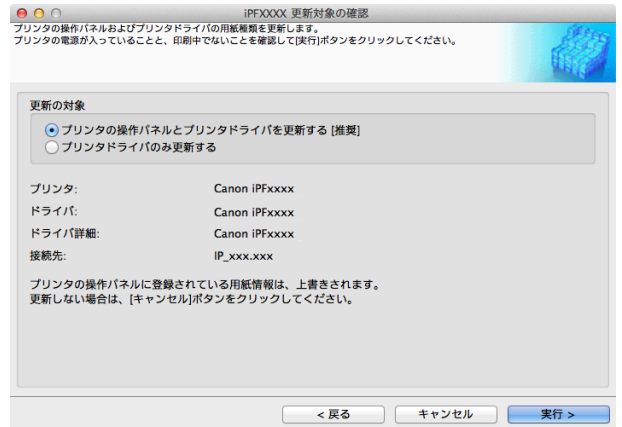 iPFXXXX 更新対象の確認
プリンタの操作パネルおよびプリンタドライバの用紙種類を更新します。
プリンタの電源が入っていることと、印刷中でないことを確認して[実行]ボタンをクリックしてください。
更新の対象
プリンタの操作パネルとプリンタドライバを更新する [推奨]
プリンタドライバのみ更新する
プリンタ: Canon iPFxxxx
ドライバ: Canon iPFxxxx
ドライバ詳細: Canon iPFxxxx
接続先: IP_xxx.xxx
プリンタの操作パネルに登録されている用紙情報は、上書きされます。
更新しない場合は、[キャンセル]ボタンをクリックしてください。
< 戻る キャンセル 実行 >